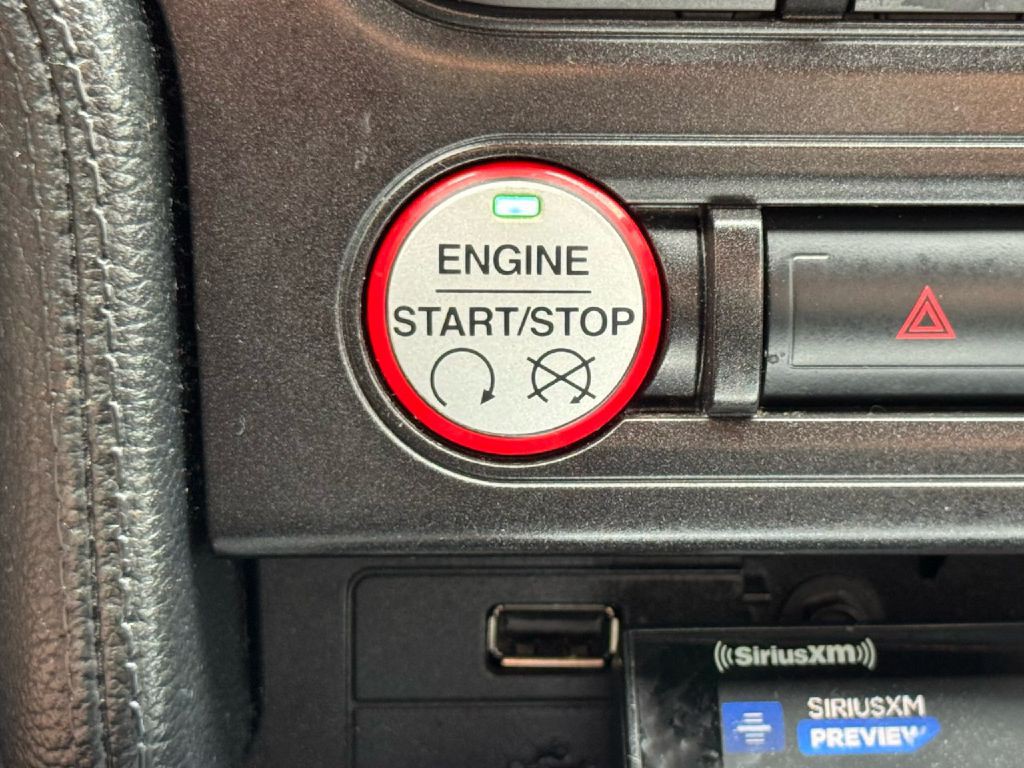 ENGINE
START/STOP
SiriusXM
SIRIUSXM
PREVIEW